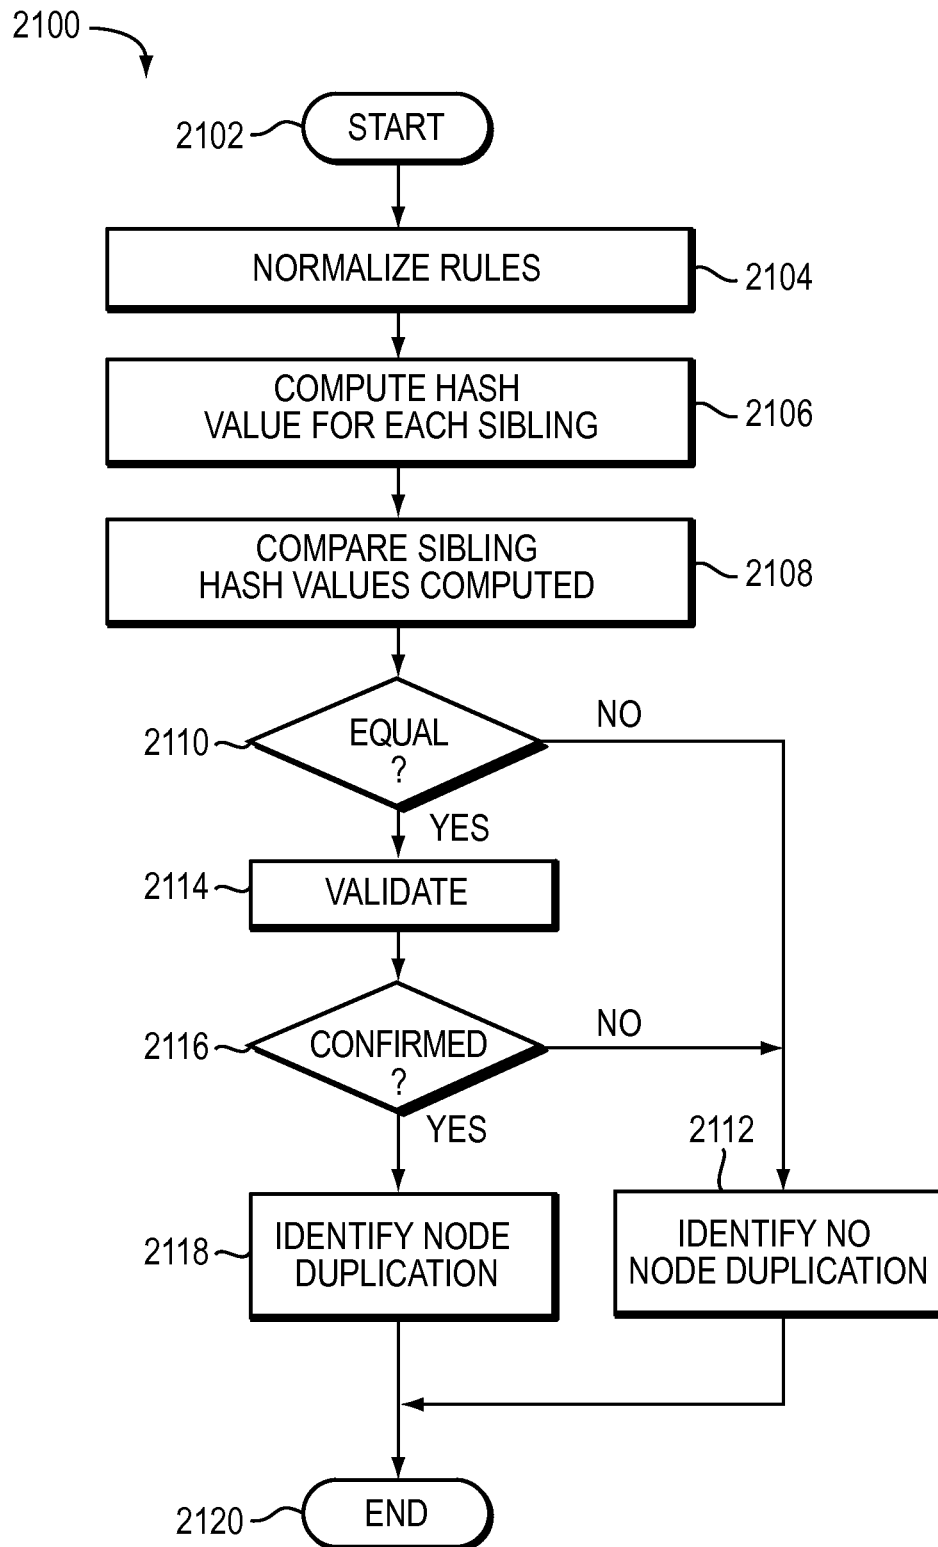 2100
2102
START
NORMALIZE RULES
2104
COMPUTE HASH
VALUE FOR EACH SIBLING
2106
COMPARE SIBLING
HASH VALUES COMPUTED
2108
2110
EQUAL
?
NO
YES
2114
VALIDATE
2116
CONFIRMED
?
NO
YES
2112
2118
IDENTIFY NODE
DUPLICATION
IDENTIFY NO
NODE DUPLICATION
2120
END